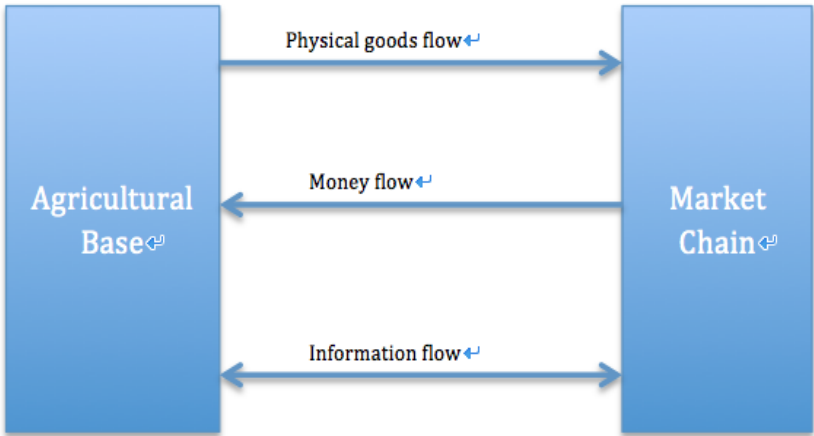 Physical goods flow
Money flow
Agricultural
Base
Market
Chain
Information flow